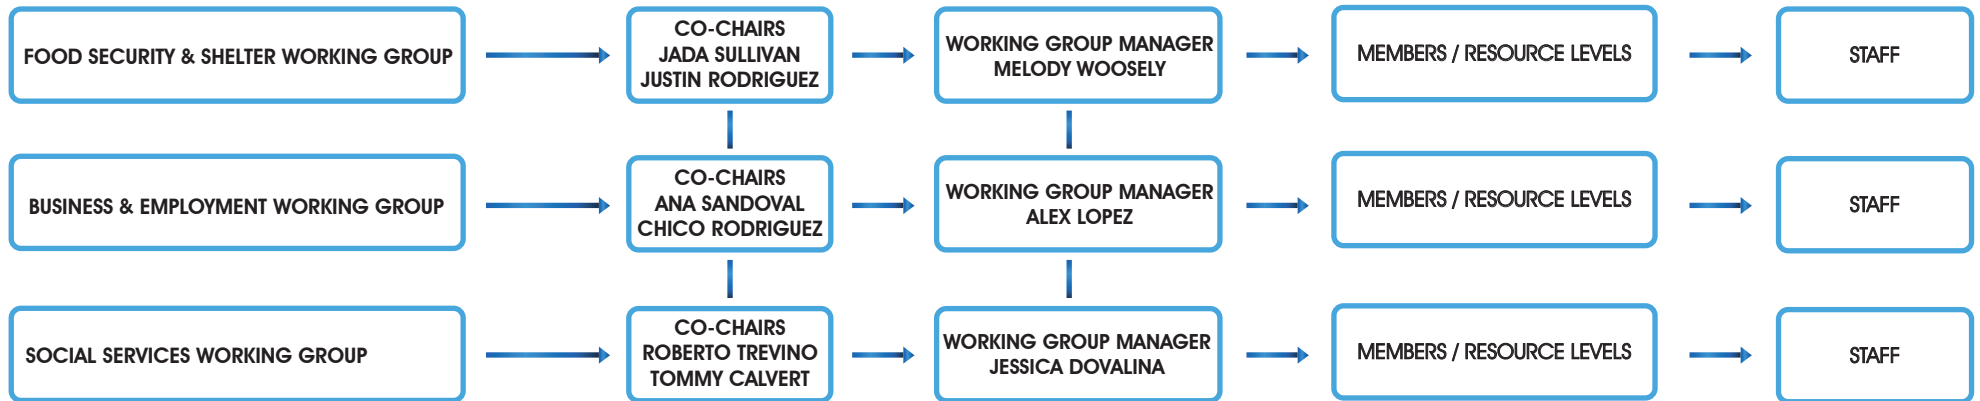 FOOD SECURITY & SHELTER WORKING GROUP
CO-CHAIRS
JADA SULLIVAN
JUSTIN RODRIGUEZ
WORKING GROUP MANAGER
MELODY WOOSELY
MEMBERS / RESOURCE LEVELS
STAFF
BUSINESS & EMPLOYMENT WORKING GROUP
CO-CHAIRS
ANA SANDOVAL
CHICO RODRIGUEZ
WORKING GROUP MANAGER
ALEX LOPEZ
MEMBERS / RESOURCE LEVELS
STAFF
SOCIAL SERVICES WORKING GROUP
CO-CHAIRS
ROBERTO TREVINO
TOMMY CALVERT
WORKING GROUP MANAGER
JESSICA DOVALINA
MEMBERS / RESOURCE LEVELS
STAFF